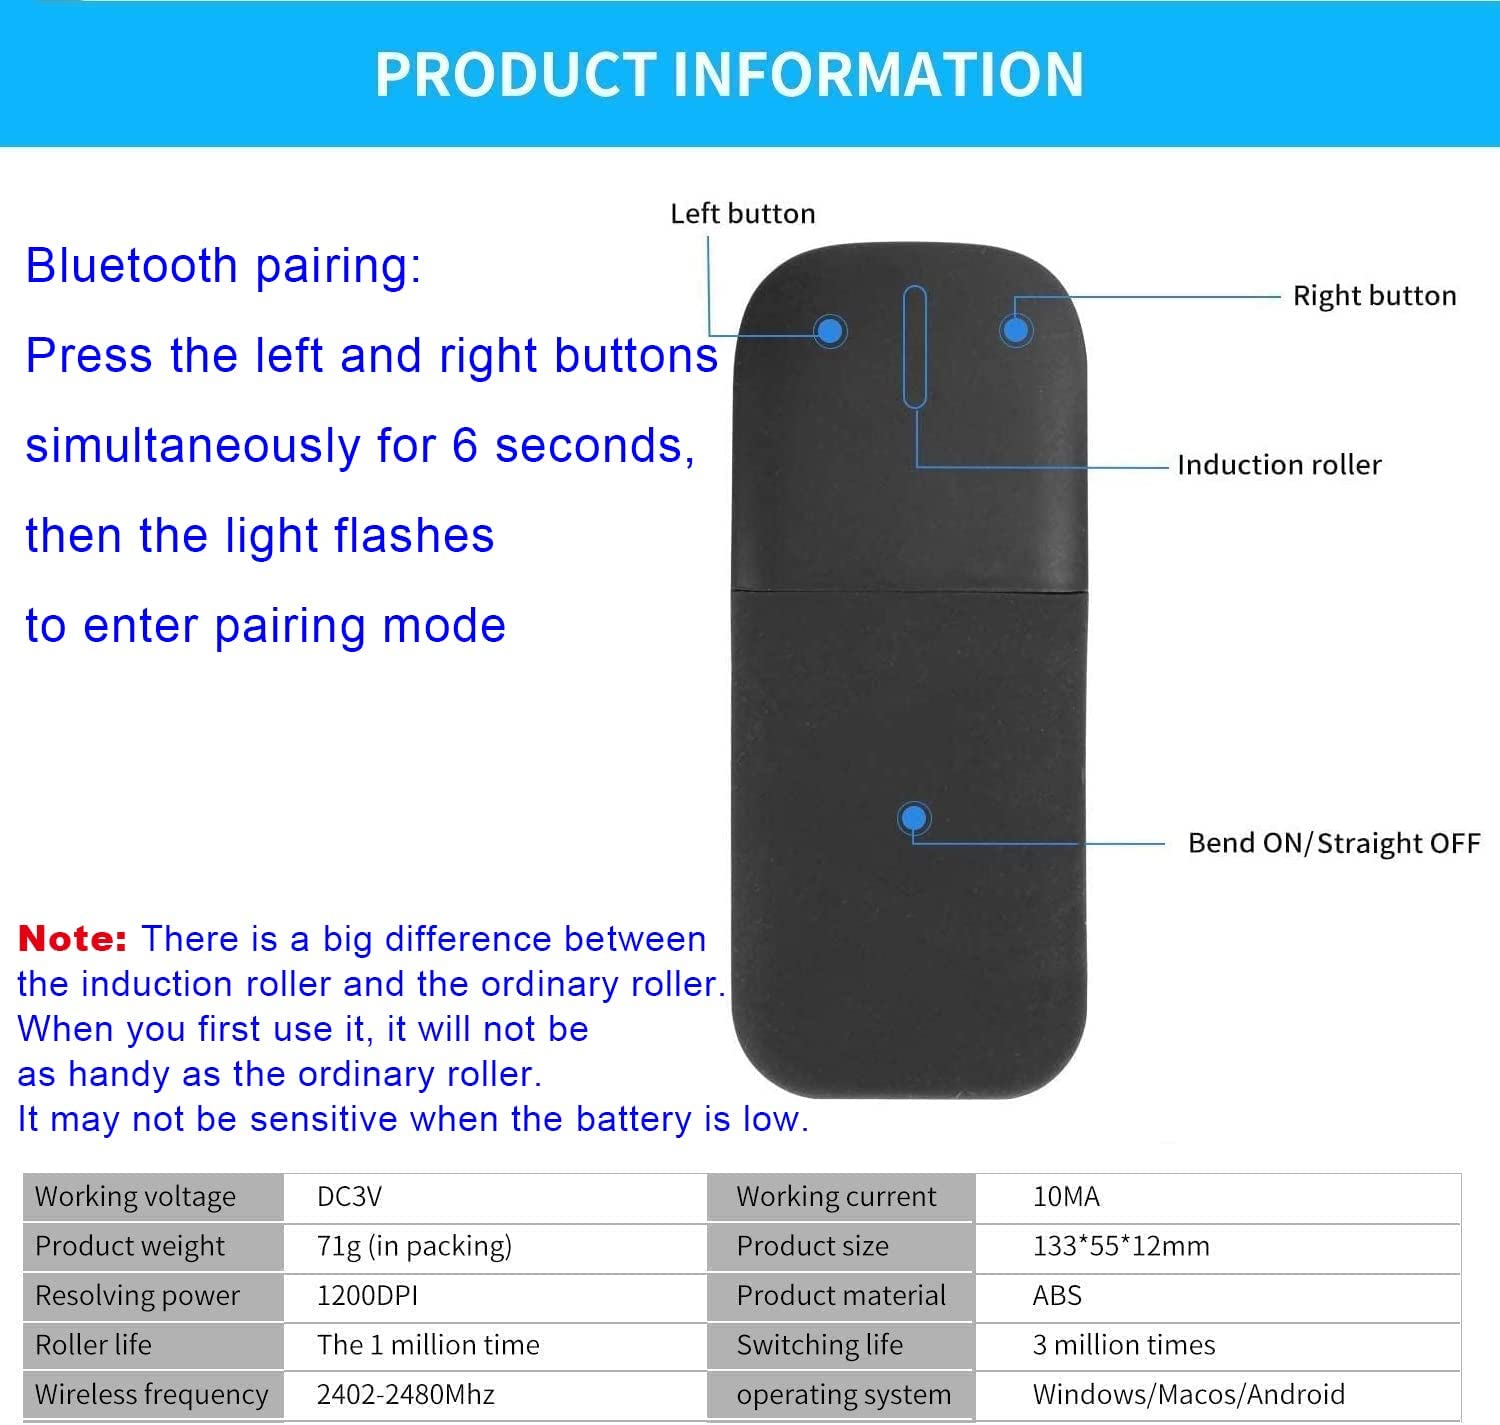 PRODUCT INFORMATION
Left button
Right button
Bluetooth pairing:
Press the left and right buttons
simultaneously for 6 seconds,
then the light flashes
to enter pairing mode
Induction roller
Bend ON/Straight OFF
Note: There is a big difference between
the induction roller and the ordinary roller.
When you first use it, it will not be
as handy as the ordinary roller.
It may not be sensitive when the battery is low.
Working voltage DC3V Working current 10MA
Product weight 71g (in packing) Product size 133*55*12mm
Resolving power 1200DPI Product material ABS
Roller life The 1 million time Switching life 3 million times
Wireless frequency 2402-2480Mhz operating system Windows/Macos/Android